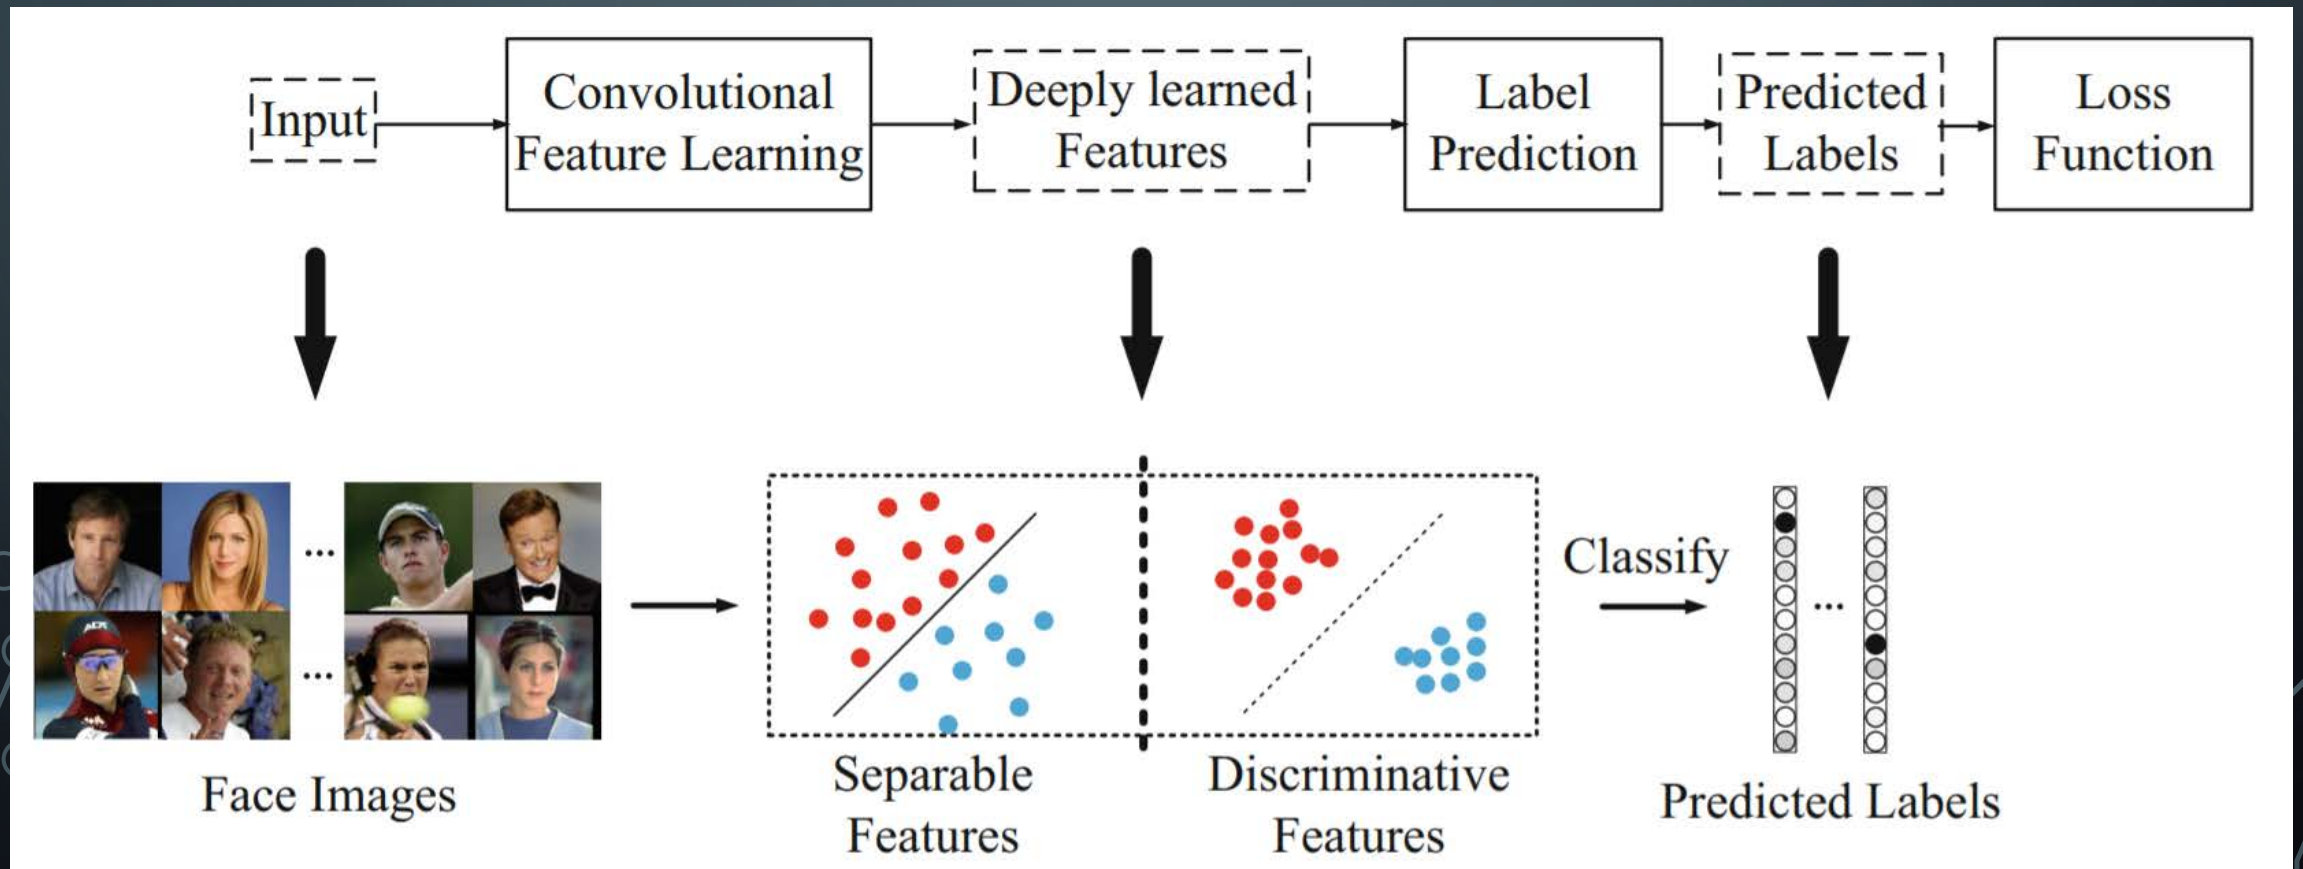 Input
Convolutional
Feature Learning
Deeply learned
Features
Label
Prediction
Predicted
Labels
Loss
Function
...
...
Face Images
Separable
Features
Discriminative
Features
Classify
...
Predicted Labels